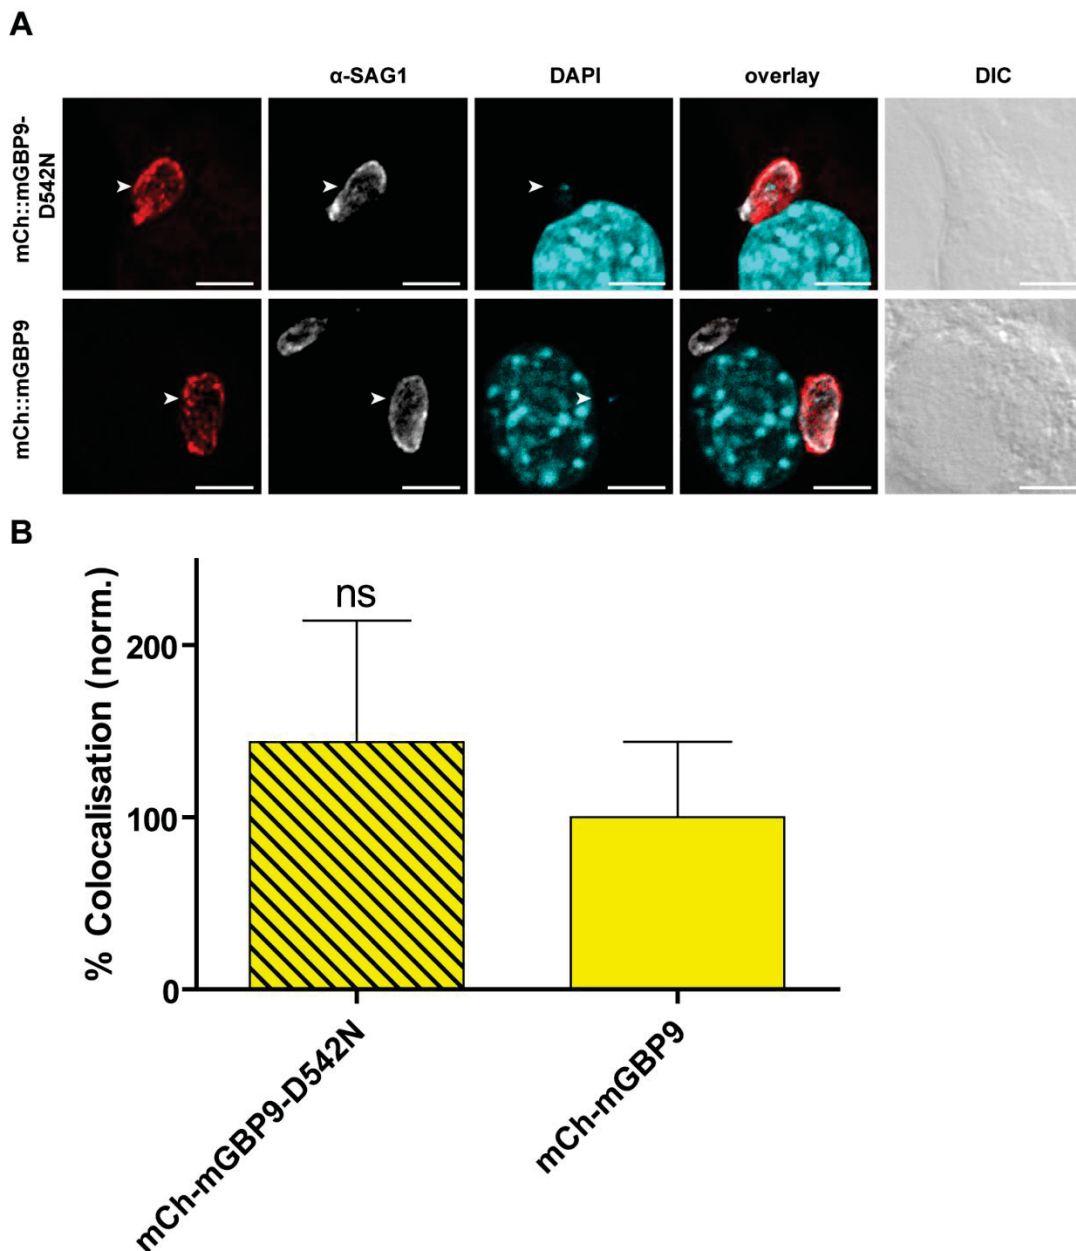 A
α-SAG1 DAPI overlay DIC
mCh::mGBP9-
D542N
mCh::mGBP9
B
% Colocalisation (norm.)
200
100
0
ns
mCh-mGBP9-D542N
mCh-mGBP9